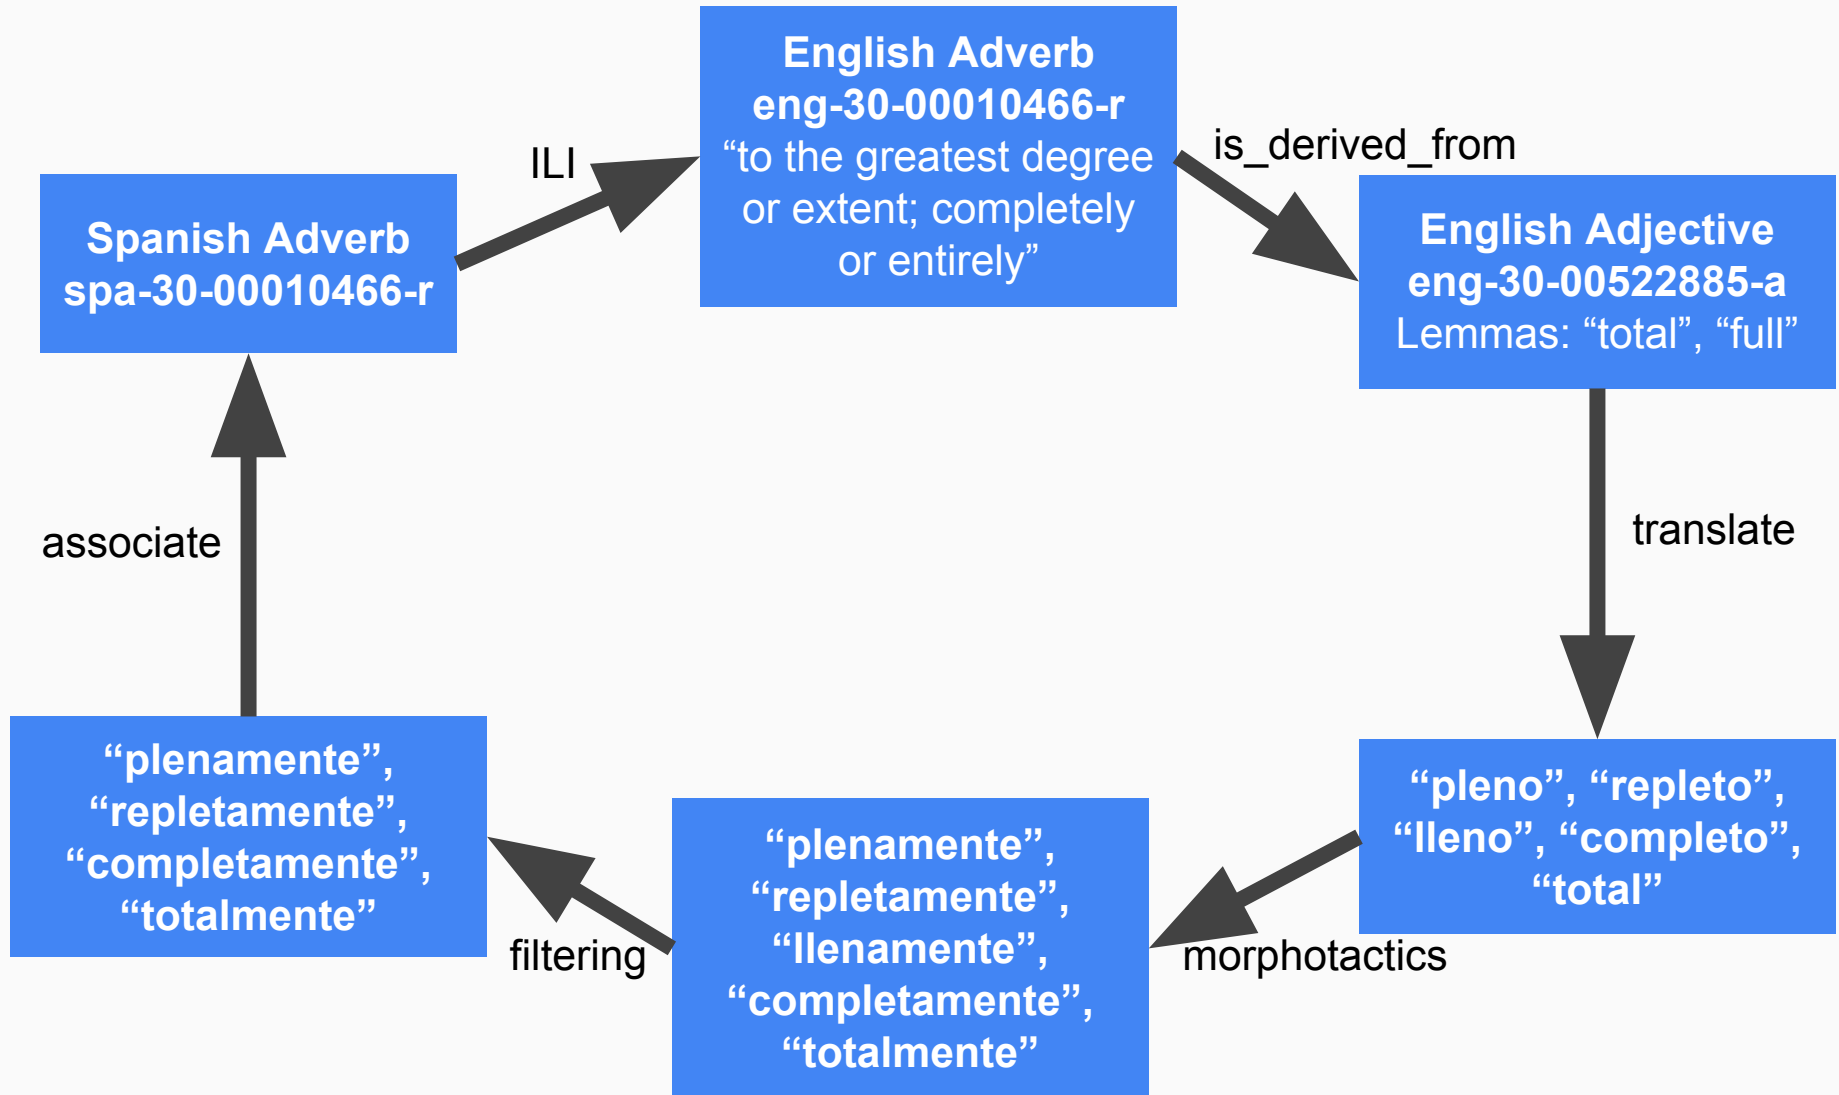 English Adverb
eng-30-00010466-r
“to the greatest degree
or extent; completely
or entirely”
ILI
is_derived_from
Spanish Adverb
spa-30-00010466-r
English Adjective
eng-30-00522885-a
Lemmas: “total”, “full”
associate
translate
“plenamente”,
“repletamente”,
“completamente”,
“totalmente”
“plenamente”,
“repletamente”,
“llenamente”,
“completamente”,
“totalmente”
“pleno”, “repleto”,
“lleno”, “completo”,
“total”
filtering
morphotactics